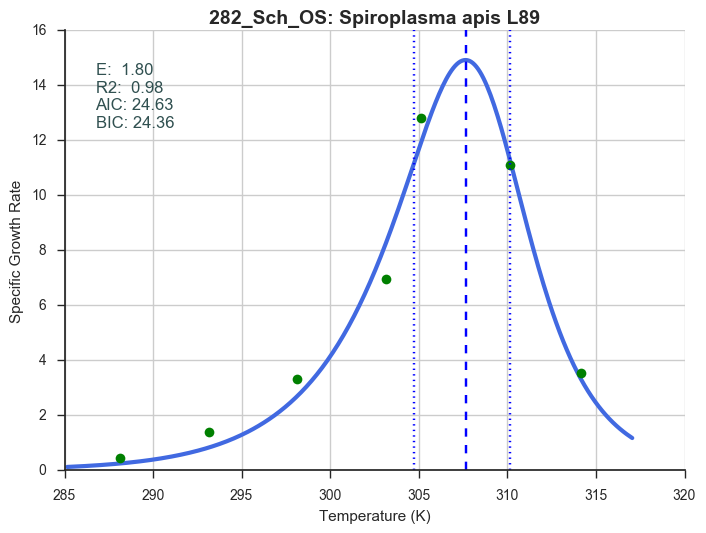 282_Sch_OS: Spiroplasma apis L89
E:  1.80
R2:  0.98
AIC: 24.63
BIC: 24.36
Specific Growth Rate
16
14
12
10
8
6
4
2
0
285 290 295 300 305 310 315 320
Temperature (K)